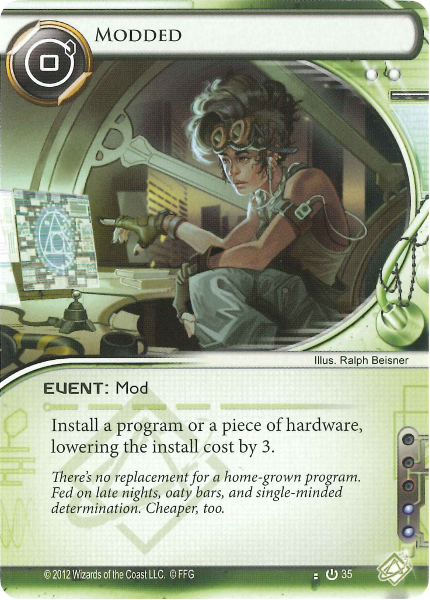 MODDED
Illus. Ralph Beisner
EVENT: Mod
Install a program or a piece of hardware,
lowering the install cost by 3.
There's no replacement for a home-grown program.
Fed on late nights, oaty bars, and single-minded
determination. Cheaper, too.
© 2012 Wizards of the Coast LLC. © FFG
35